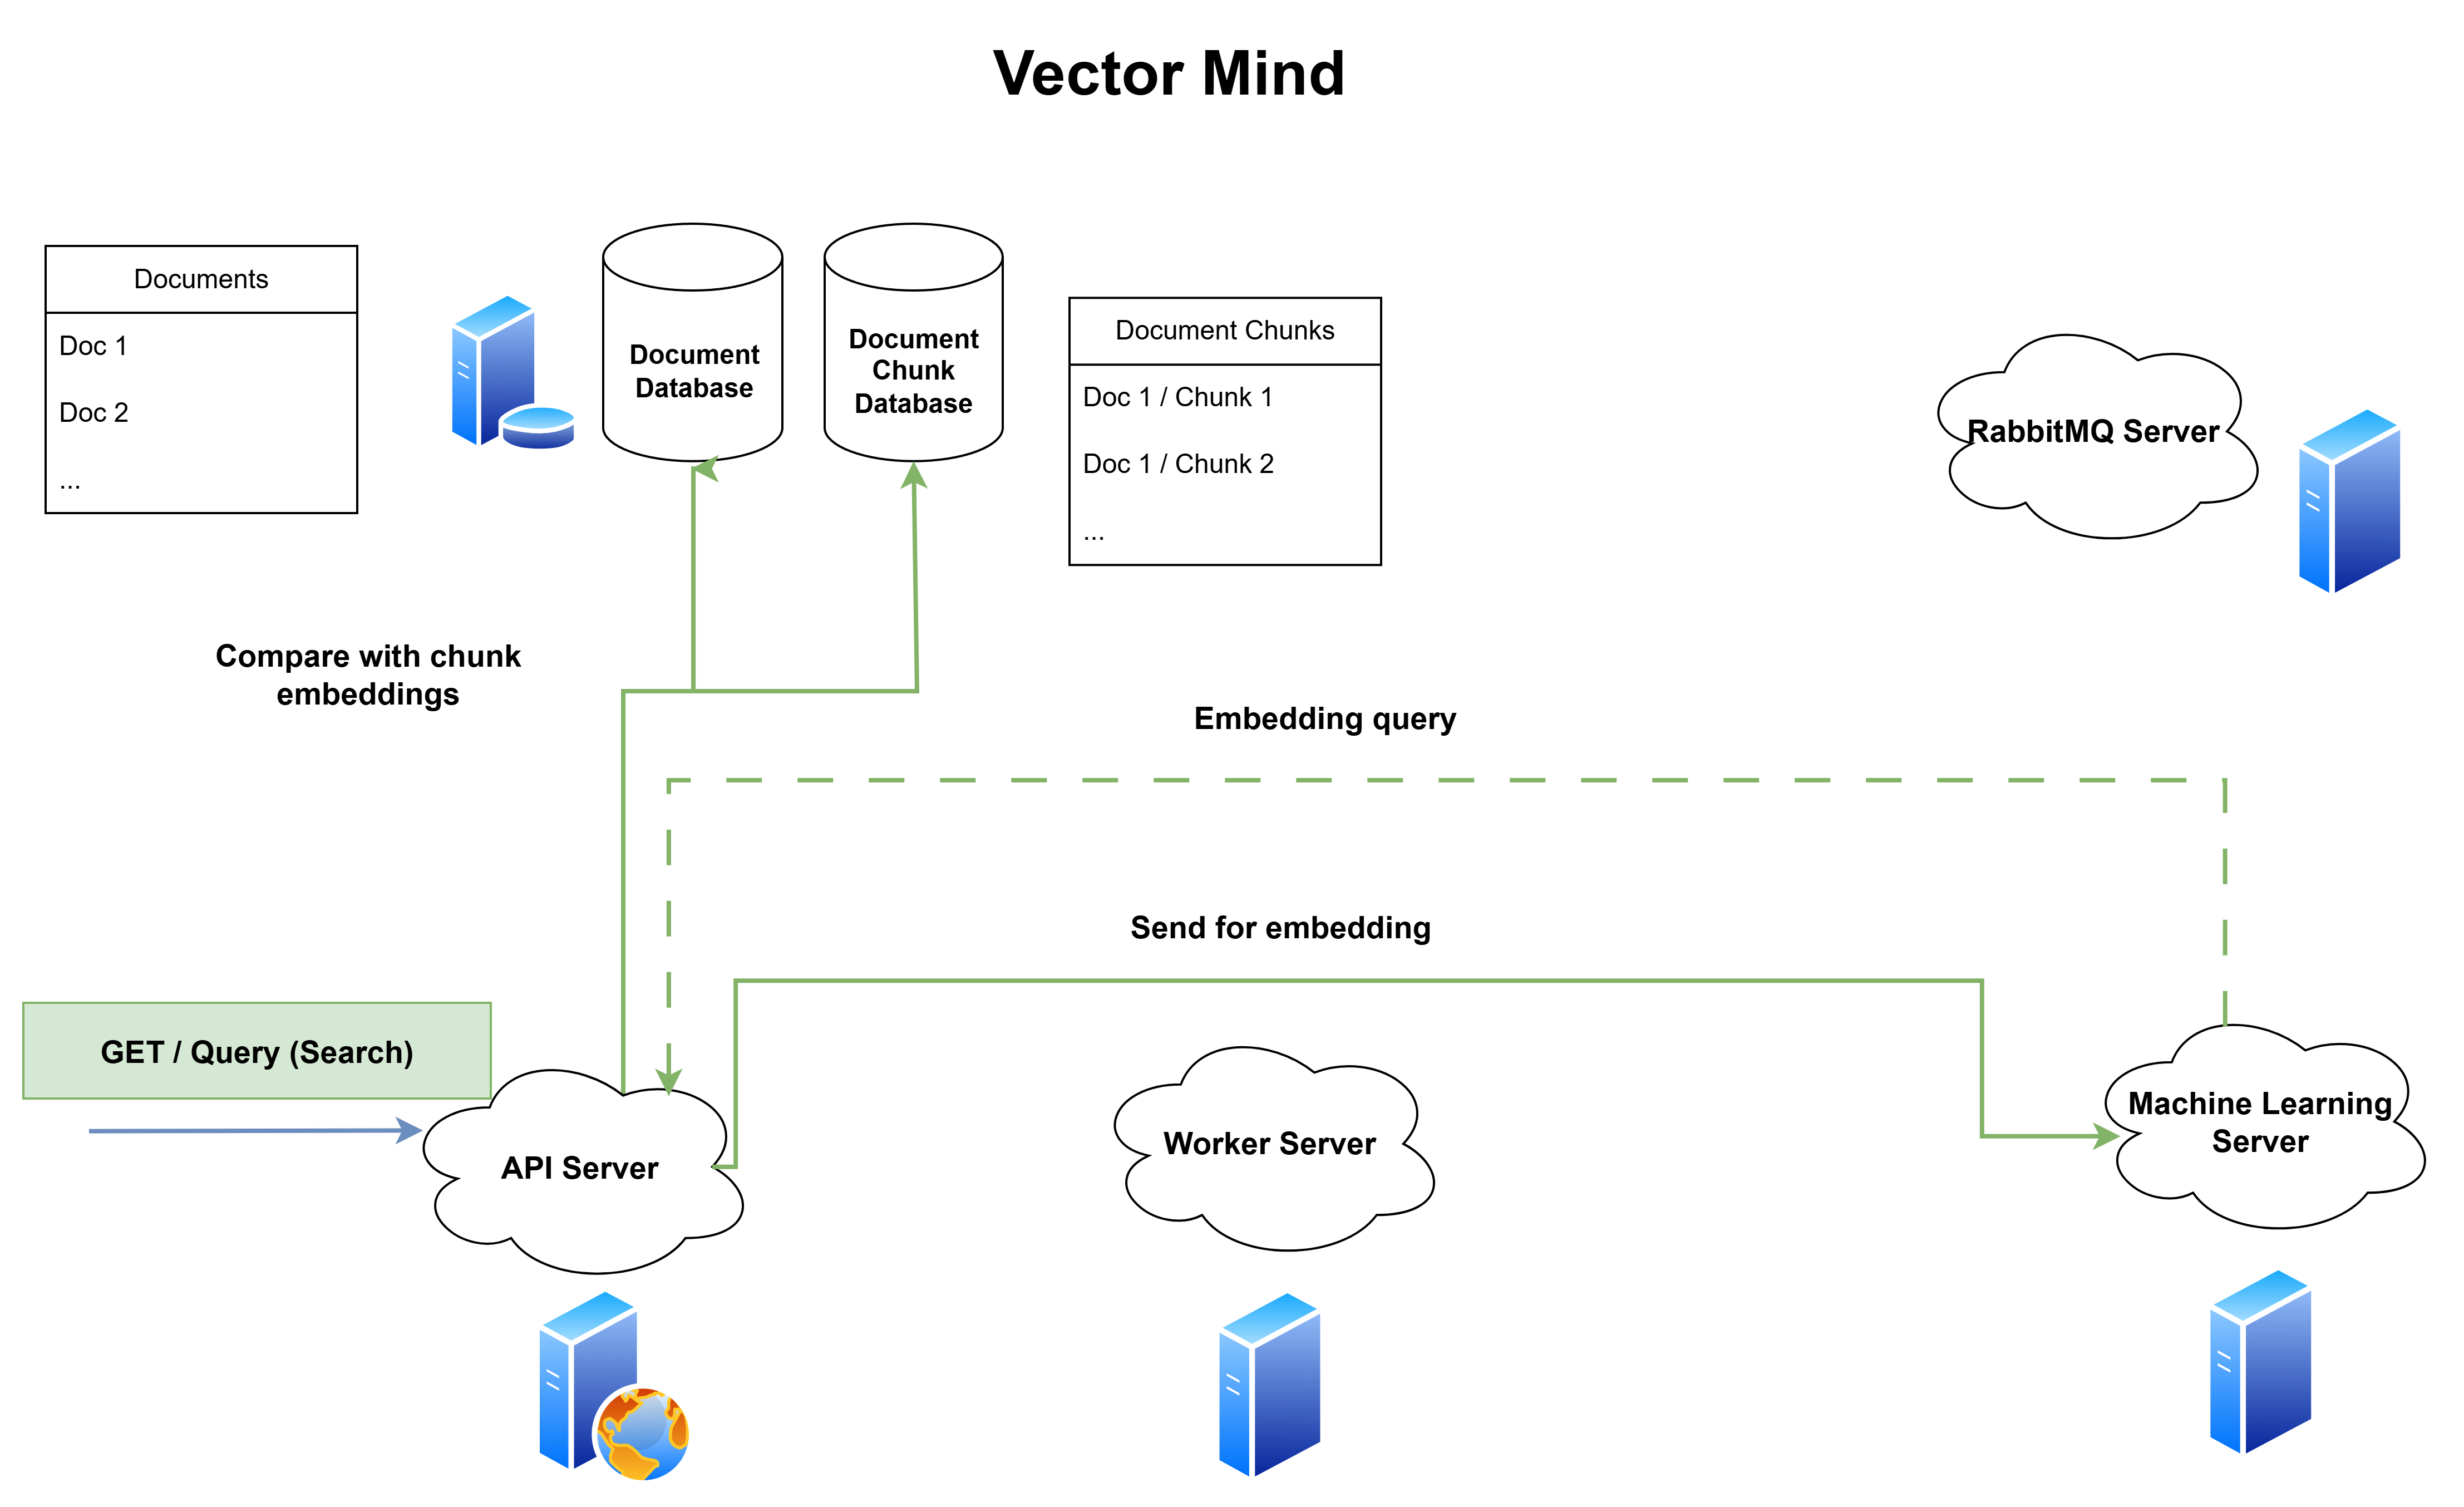 Vector Mind
Documents
Doc 1
Doc 2
...
Document
Database
Document
Chunk
Database
Document Chunks
Doc 1 / Chunk 1
Doc 1 / Chunk 2
...
RabbitMQ Server
Compare with chunk
embeddings
Embedding query
Send for embedding
GET / Query (Search)
API Server
Worker Server
Machine Learning
Server